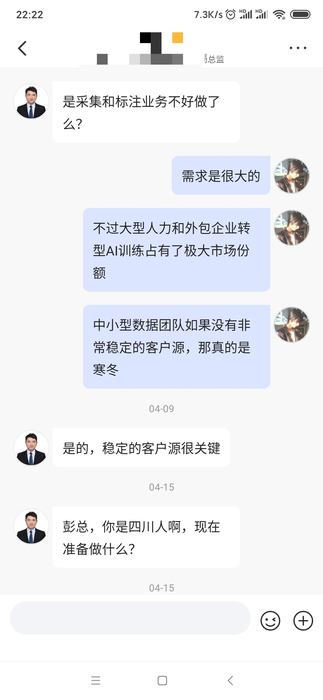 22:22
7.3K/s
总监
是采集和标注业务不好做了
么？
需求是很大的
不过大型人力和外包企业转
型AI训练占有了极大市场份
额
中小型数据团队如果没有非
常稳定的客户源，那真的是
寒冬
04-09
是的，稳定的客户源很关键
04-15
彭总，你是四川人啊，现在
准备做什么？
04-15